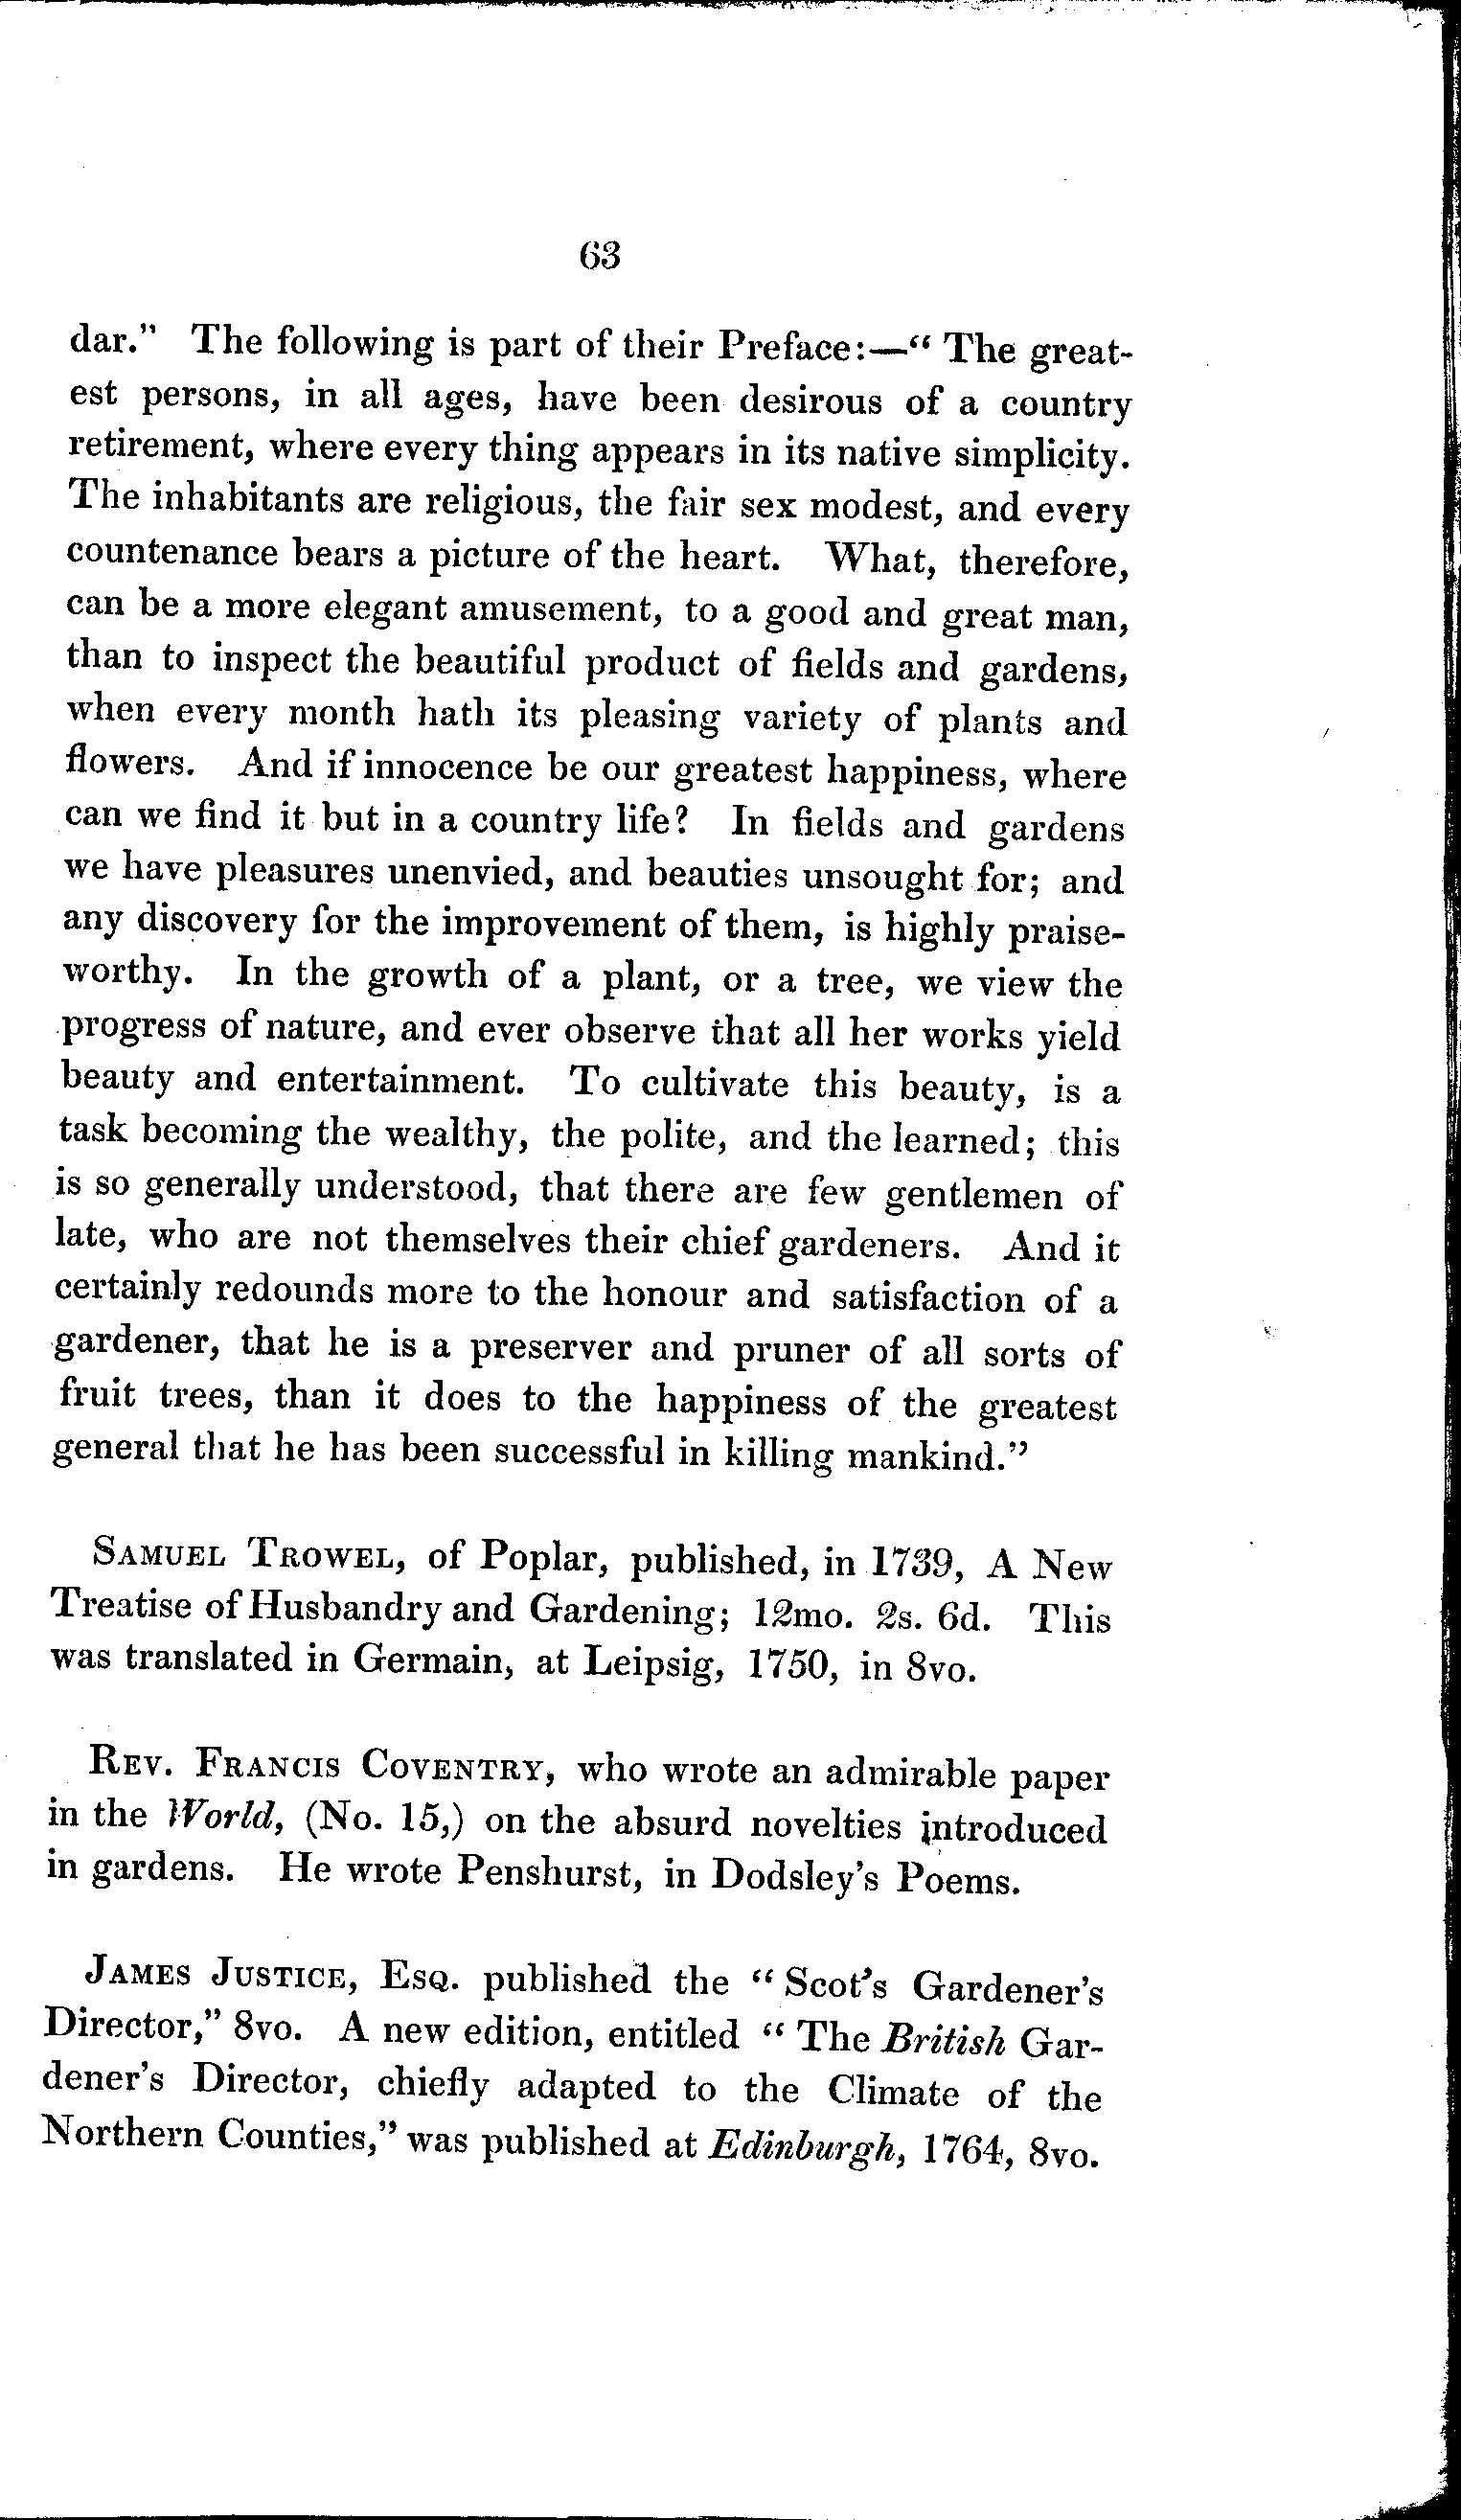 63
dar." The following is part of their Preface:—" The great-
est persons, in all ages, have been desirous of a country
retirement, where every thing appears in its native simplicity.
The inhabitants are religious, the fair sex modest, and every
countenance bears a picture of the heart. What, therefore,
can be a more elegant amusement, to a good and great man,
than to inspect the beautiful product of fields and gardens,
when every month hath its pleasing variety of plants and
flowers. And if innocence be our greatest happiness, where
can we find it but in a country life? In fields and gardens
we have pleasures unenvied, and beauties unsought for; and
any discovery for the improvement of them, is highly praise-
worthy. In the growth of a plant, or a tree, we view the
progress of nature, and ever observe that all her works yield
beauty and entertainment. To cultivate this beauty, is a
task becoming the wealthy, the polite, and the learned; this
is so generally understood, that there are few gentlemen of
late, who are not themselves their chief gardeners. And it
certainly redounds more to the honour and satisfaction of a
gardener, that he is a preserver and pruner of all sorts of
fruit trees, than it does to the happiness of the greatest
general that he has been successful in killing mankind."
SAMUEL TROWEL, of Poplar, published, in 1739, A New
Treatise of Husbandry and Gardening; 12mo. 2s. 6d. This
was translated in Germain, at Leipsig, 1750, in 8vo.
REV. FRANCIS COVENTRY, who wrote an admirable paper
in the World, (No. 15,) on the absurd novelties introduced
in gardens. He wrote Penshurst, in Dodsley's Poems.
JAMES JUSTICE, ESQ. published the " Scot's Gardener's
Director," 8vo. A new edition, entitled " The British Gar-
dener's Director, chiefly adapted to the Climate of the
Northern Counties," was published at Edinburgh, 1764, 8vo.